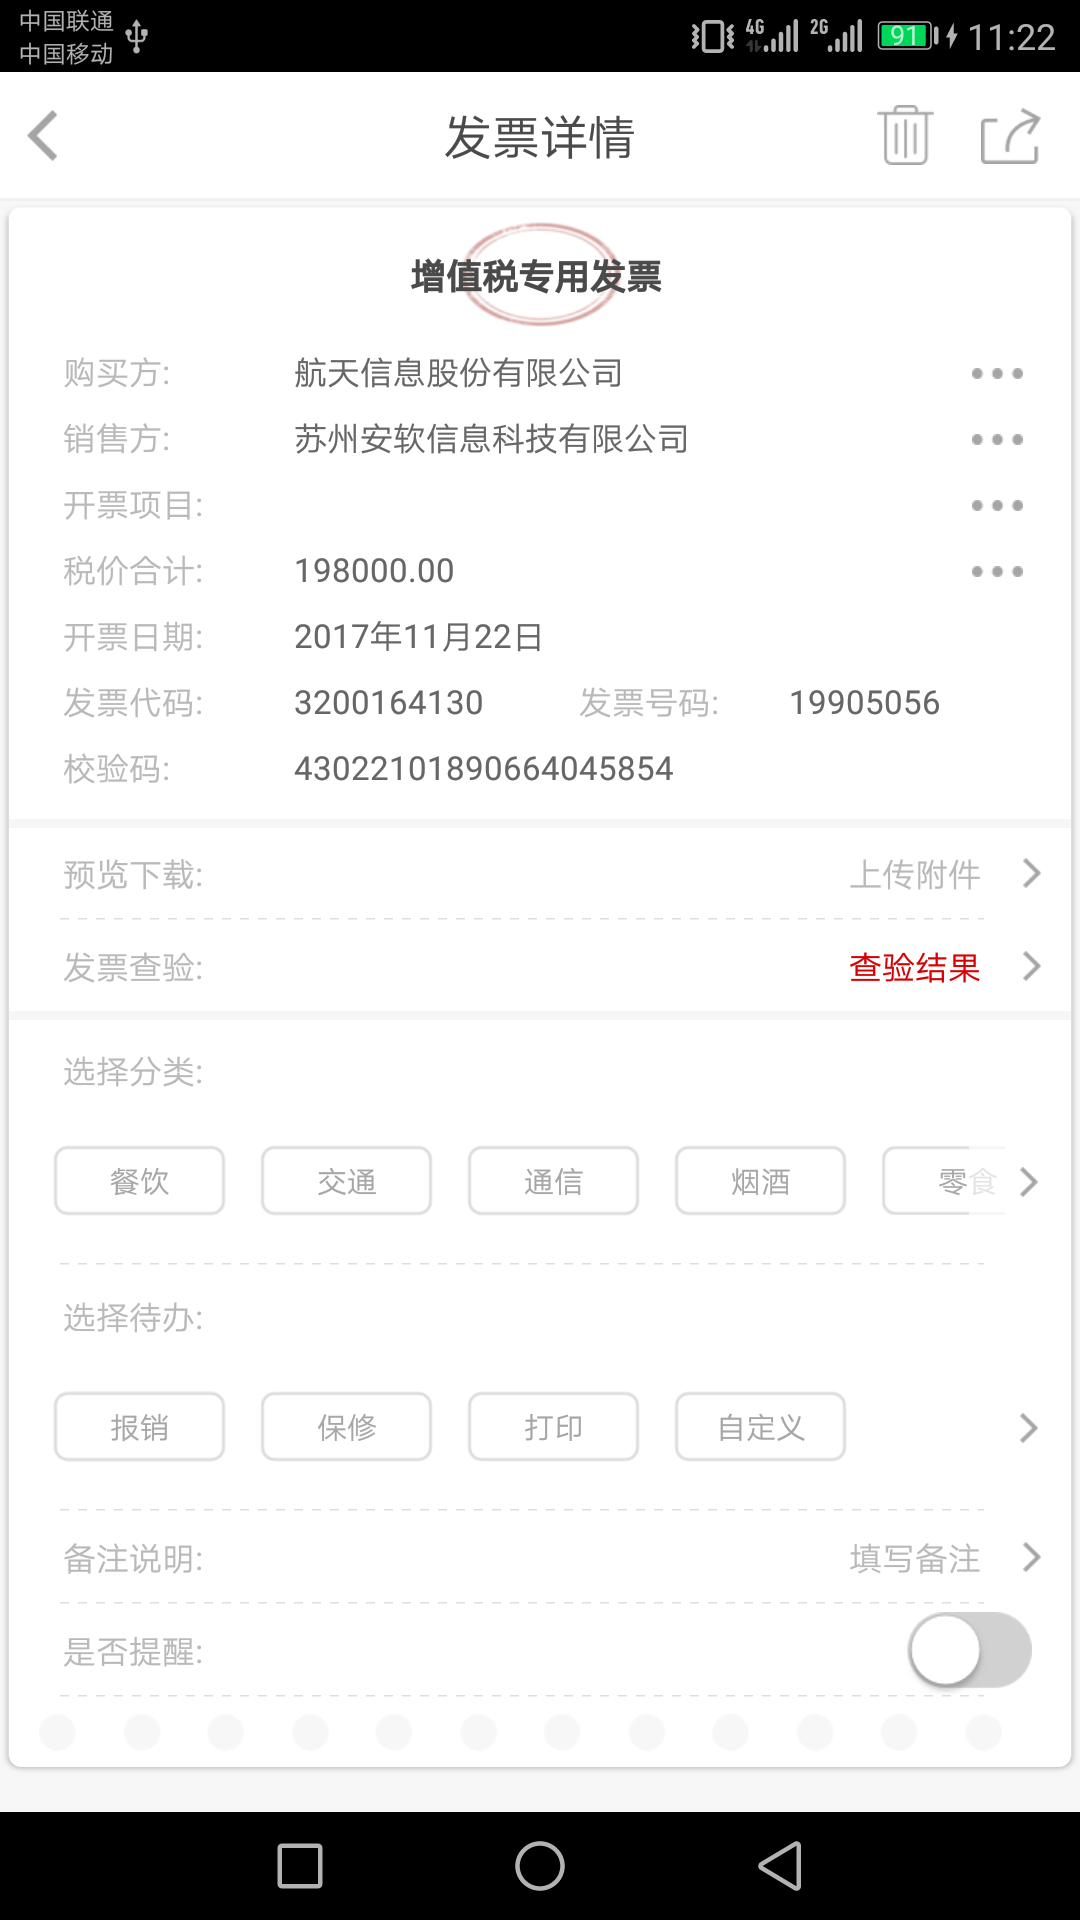 中国联通
中国移动
4G
2G
91
11:22
发票详情
增值税专用发票
购买方: 航天信息股份有限公司
销售方: 苏州安软信息科技有限公司
开票项目:
税价合计: 198000.00
开票日期: 2017年11月22日
发票代码: 3200164130 发票号码: 19905056
校验码: 43022101890664045854
预览下载: 上传附件
发票查验: 查验结果
选择分类:
餐饮 交通 通信 烟酒 零食
选择待办:
报销 保修 打印 自定义
备注说明: 填写备注
是否提醒: